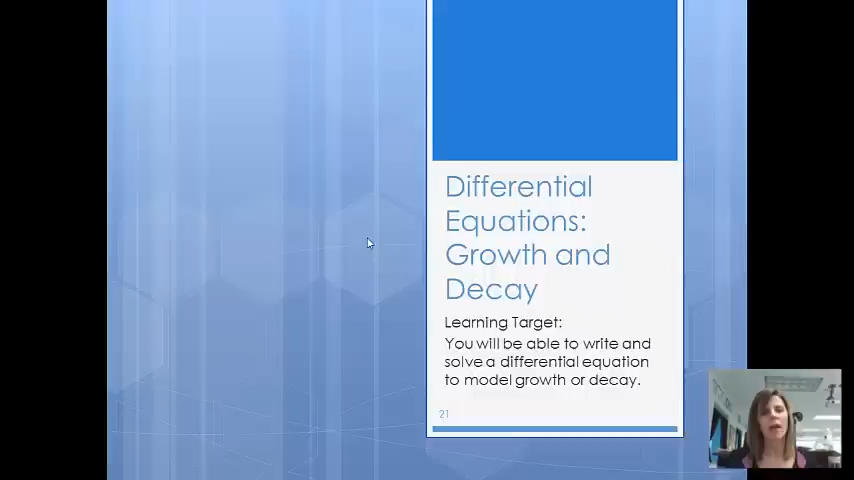 Differential
Equations:
Growth and
Decay
Learning Target:
You will be able to write and
solve a differential equation
to model growth or decay.
21